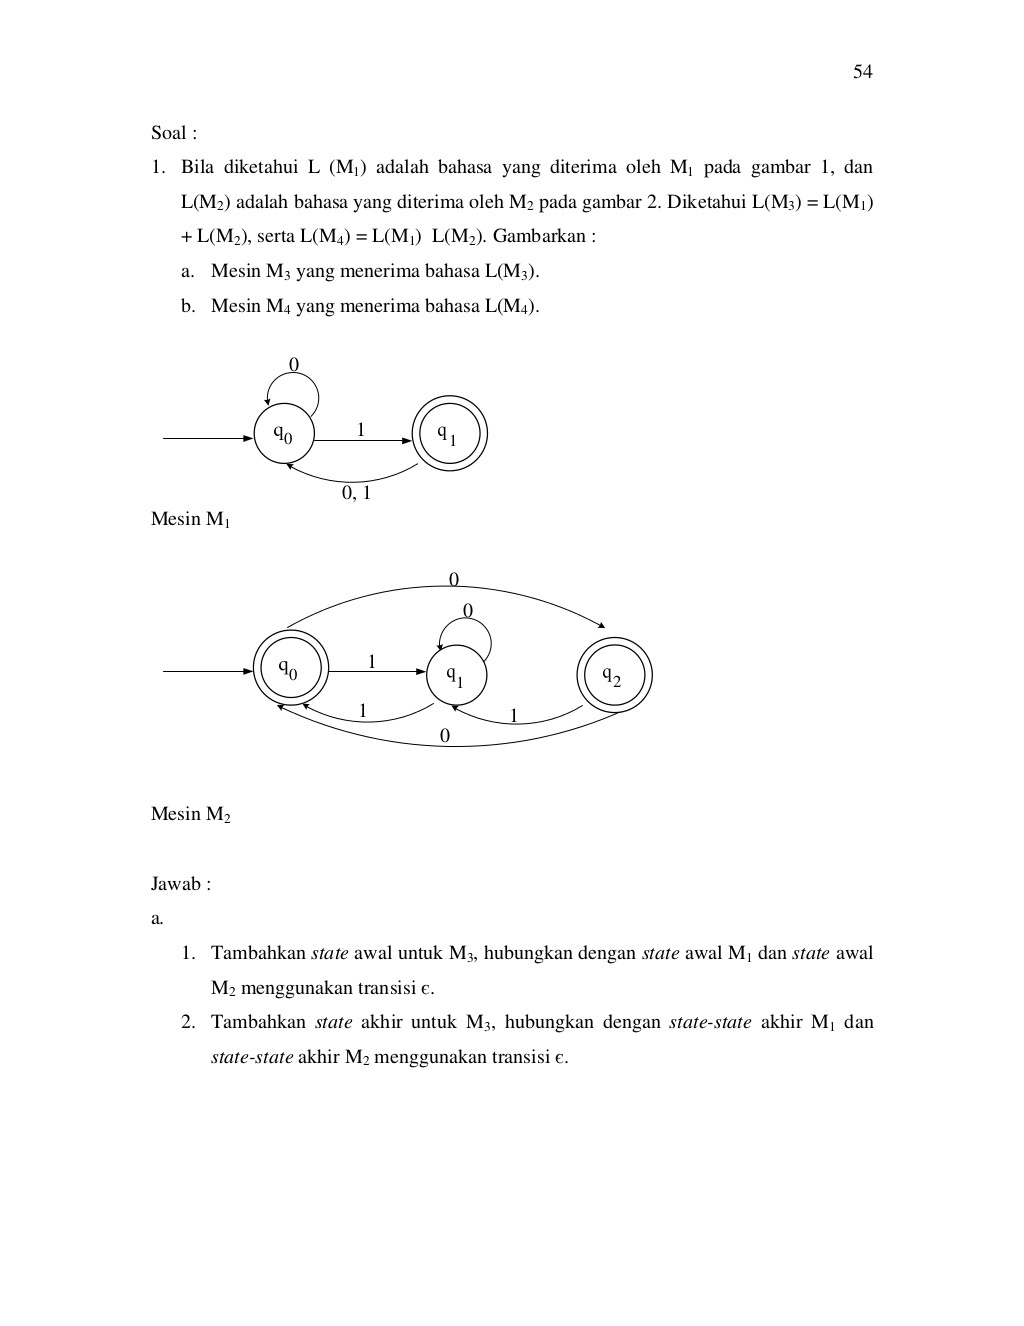 54
Soal :
1. Bila diketahui L (M1) adalah bahasa yang diterima oleh M1 pada gambar 1, dan
L(M2) adalah bahasa yang diterima oleh M2 pada gambar 2. Diketahui L(M3) = L(M1)
+ L(M2), serta L(M4) = L(M1) L(M2). Gambarkan :
a. Mesin M3 yang menerima bahasa L(M3).
b. Mesin M4 yang menerima bahasa L(M4).
0
q0
1
q1
0, 1
Mesin M1
0
0
q0
1
q1
q2
1
1
0
Mesin M2
Jawab :
a.
1. Tambahkan state awal untuk M3, hubungkan dengan state awal M1 dan state awal
M2 menggunakan transisi є.
2. Tambahkan state akhir untuk M3, hubungkan dengan state-state akhir M1 dan
state-state akhir M2 menggunakan transisi є.